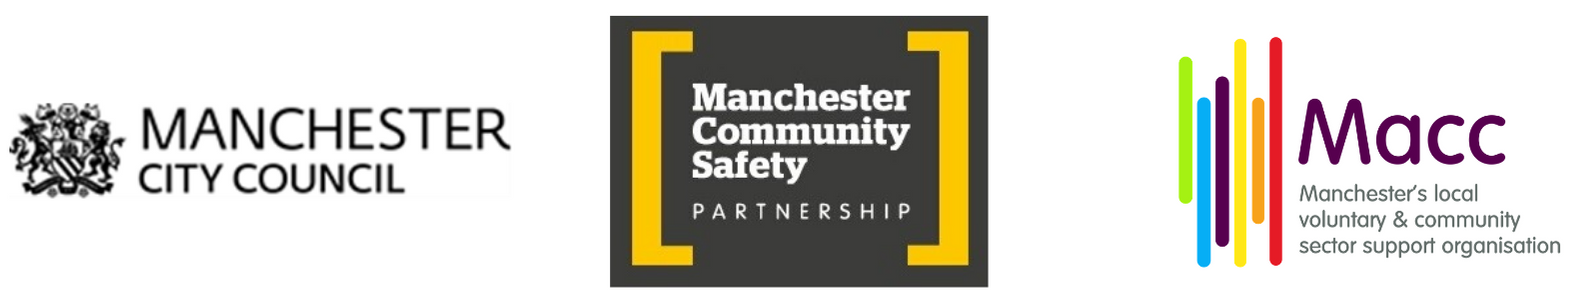 MANCHESTER
CITY COUNCIL
Manchester
Community
Safety
PARTNERSHIP
Macc
Manchester's local
voluntary & community
sector support organisation